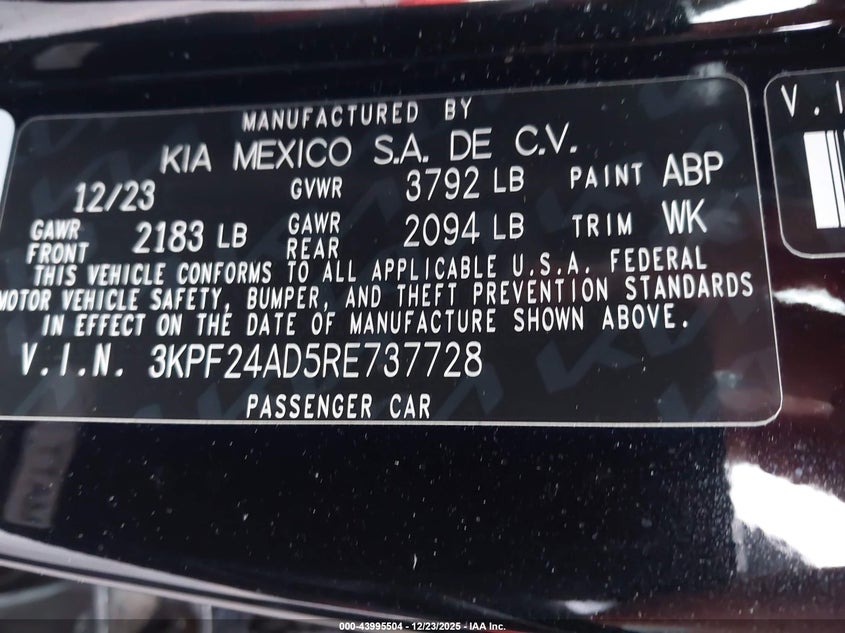 MANUFACTURED BY
KIA MEXICO S.A. DE C.V.
12/23 GVWR 3792 LB PAINT ABP
GAWR FRONT 2183 LB GAWR REAR 2094 LB TRIM WK
THIS VEHICLE CONFORMS TO ALL APPLICABLE U.S.A. FEDERAL
MOTOR VEHICLE SAFETY, BUMPER, AND THEFT PREVENTION STANDARDS
IN EFFECT ON THE DATE OF MANUFACTURE SHOWN ABOVE.
V.I.N. 3KPF24AD5RE737728
PASSENGER CAR
V.I
000-43995504 - 12/23/2025 - IAA Inc.